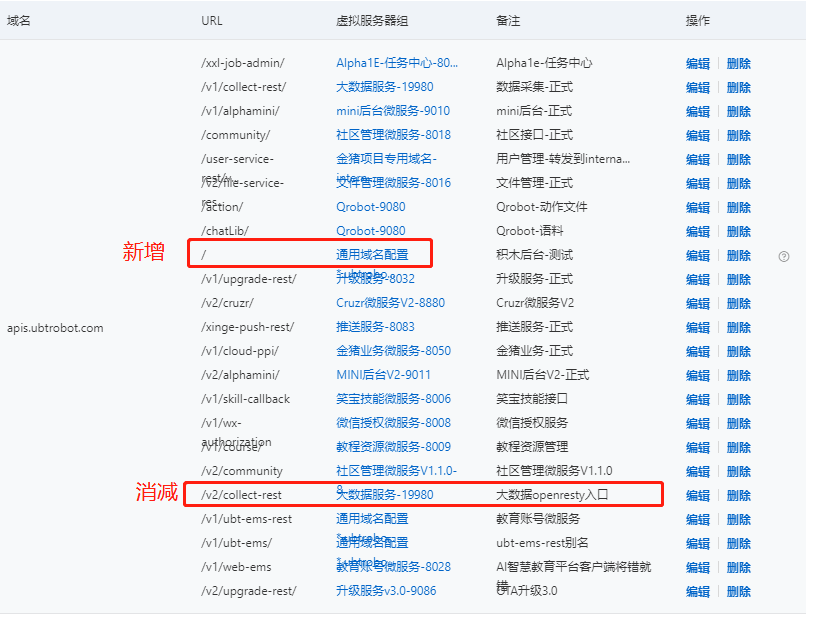 域名 URL 虚拟服务器组 备注 操作
/xxl-job-admin/ Alpha1E-任务中心-80... Alpha1e-任务中心 编辑 删除
/v1/collect-rest/ 大数据服务-19980 数据采集-正式 编辑 删除
/v1/alphamini/ mini后台微服务-9010 mini后台-正式 编辑 删除
/community/ 社区管理微服务-8018 社区接口-正式 编辑 删除
/user-service- 金猪项目专用域名- 用户管理-转发到interna... 编辑 删除
/v2/file-service- 文件管理微服务-8016 文件管理-正式 编辑 删除
/action/ Qrobot-9080 Qrobot-动作文件 编辑 删除
/chatLib/ Qrobot-9080 Qrobot-语料 编辑 删除
新增 / 通用域名配置 积木后台-测试 编辑 删除
*.ubtrobo...
/v1/upgrade-rest/ 升级服务-8032 升级服务-正式 编辑 删除
/v2/cruzr/ Cruzr微服务V2-8880 Cruzr微服务V2 编辑 删除
apis.ubtrobot.com /xinge-push-rest/ 推送服务-8083 推送服务-正式 编辑 删除
/v1/cloud-ppi/ 金猪业务微服务-8050 金猪业务-正式 编辑 删除
/v2/alphamini/ MINI后台V2-9011 MINI后台V2-正式 编辑 删除
/v1/skill-callback 笑宝技能微服务-8006 笑宝技能接口 编辑 删除
/v1/wx- 微信授权微服务-8008 微信授权服务 编辑 删除
authorization
/v1/course/ 教程资源微服务-8009 教程资源管理 编辑 删除
/v2/community 社区管理微服务V1.1.0- 社区管理微服务V1.1.0 编辑 删除
8...
消减 /v2/collect-rest 大数据服务-19980 大数据openresty入口 编辑 删除
/v1/ubt-ems-rest 通用域名配置 教育账号微服务 编辑 删除
*.ubtrobo...
/v1/ubt-ems/ 通用域名配置 ubt-ems-rest别名 编辑 删除
*.ubtrobo...
/v1/web-ems 教育账号微服务-8028 AI智慧教育平台客户端将错就 编辑 删除
错
/v2/upgrade-rest/ 升级服务v3.0-9086 OTA升级3.0 编辑 删除